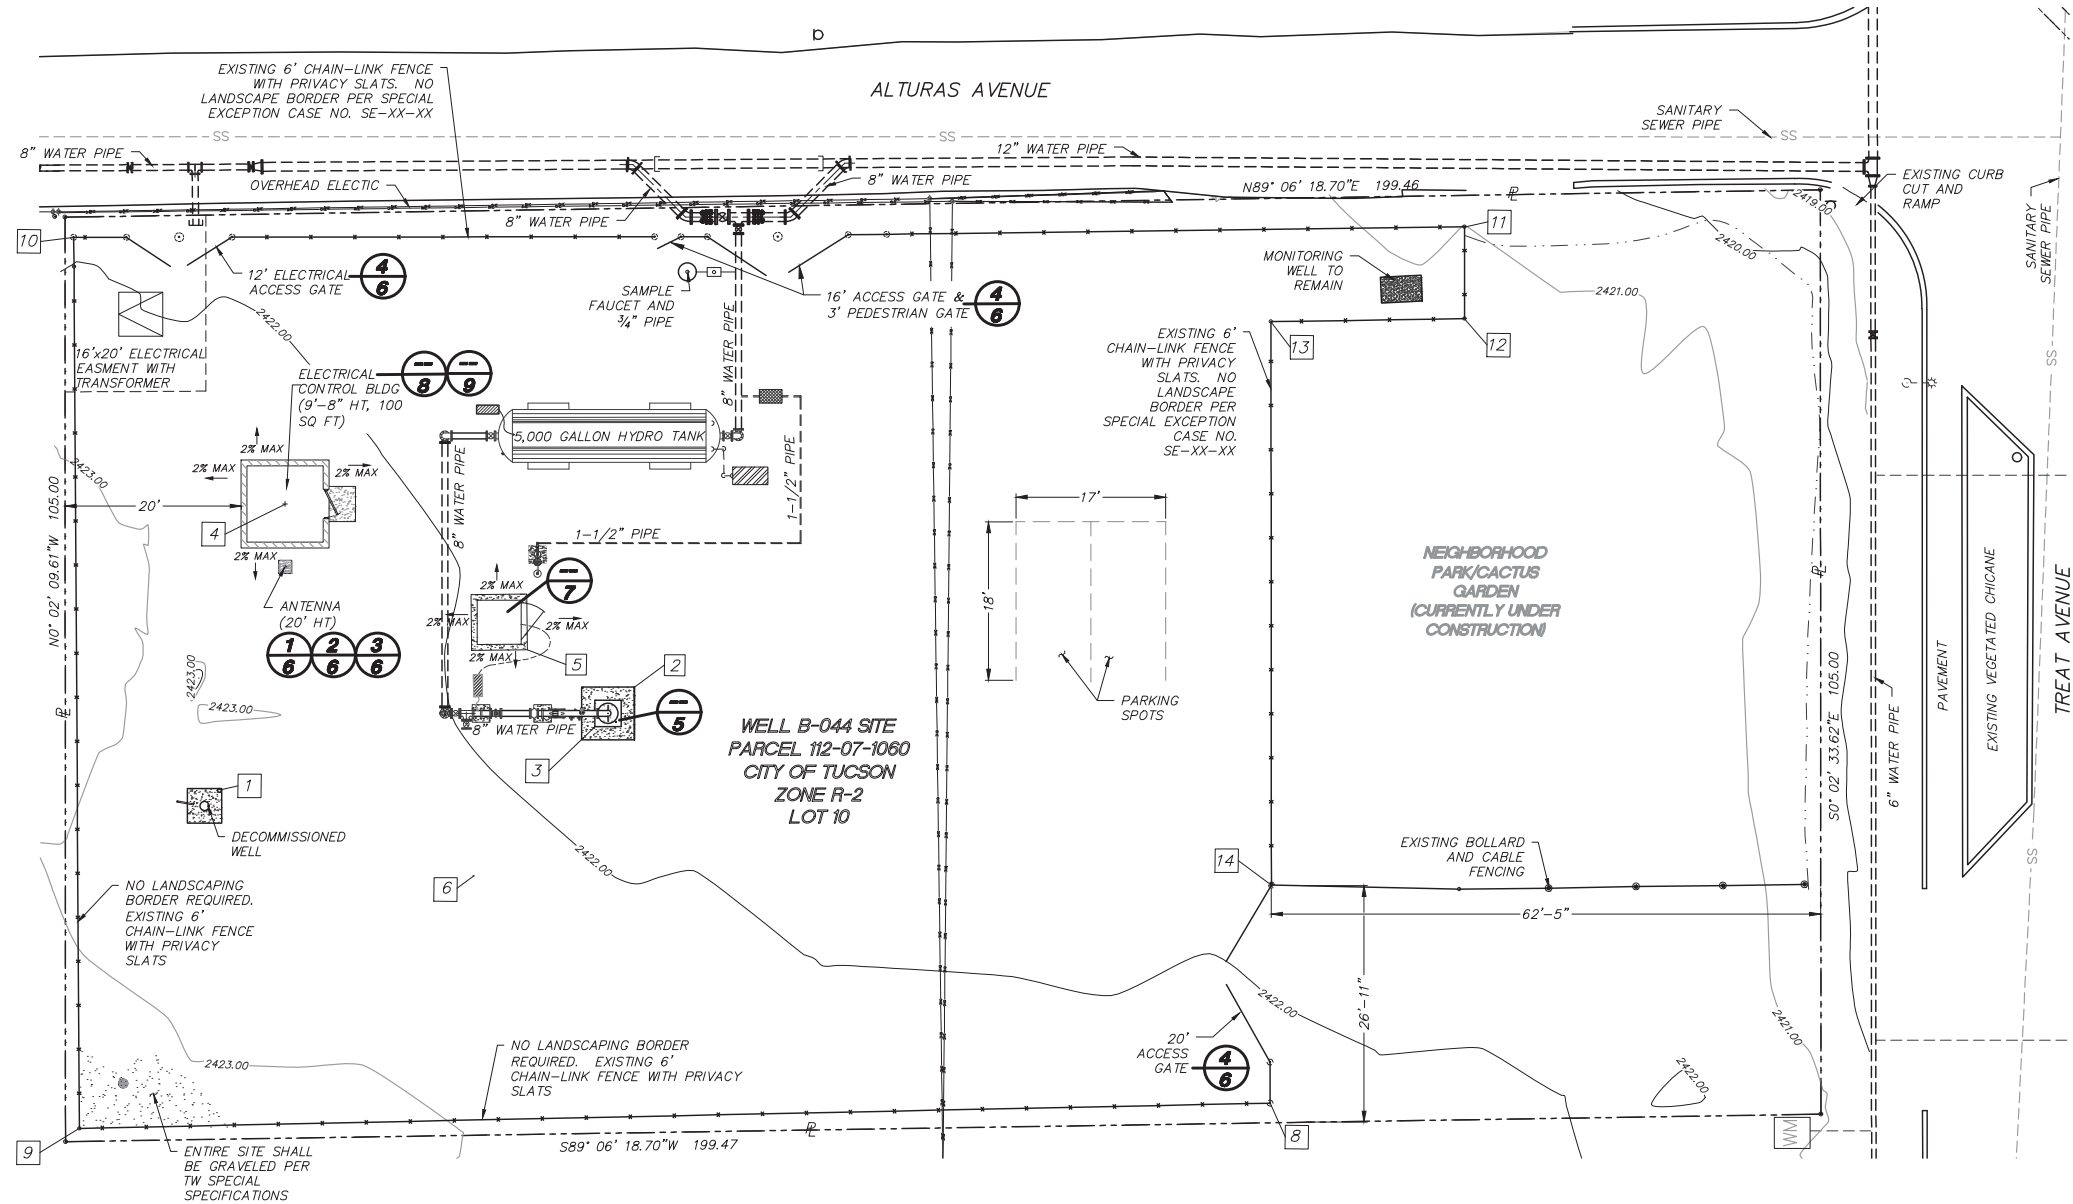 ALTURAS AVENUE
EXISTING 6' CHAIN-LINK FENCE
WITH PRIVACY SLATS. NO
LANDSCAPE BORDER PER SPECIAL
EXCEPTION CASE NO. SE-XX-XX
SS
SS
SS
SANITARY
SEWER PIPE
8" WATER PIPE
12" WATER PIPE
OVERHEAD ELECTIC
8" WATER PIPE
8" WATER PIPE
N89° 06' 18.70"E 199.46
PL
EXISTING CURB
CUT AND
RAMP
2419.00
SANITARY
SEWER PIPE
10
11
2420.00
12' ELECTRICAL
ACCESS GATE
4
6
SAMPLE
FAUCET AND
3/4" PIPE
16' ACCESS GATE &
3' PEDESTRIAN GATE
4
6
MONITORING
WELL TO
REMAIN
2421.00
2422.00
8" WATER PIPE
EXISTING 6'
CHAIN-LINK FENCE
WITH PRIVACY
SLATS. NO
LANDSCAPE
BORDER PER
SPECIAL EXCEPTION
CASE NO.
SE-XX-XX
13
12
SS
16'x20' ELECTRICAL
EASMENT WITH
TRANSFORMER
ELECTRICAL
CONTROL BLDG
(9'-8" HT, 100
SQ FT)
--
8
--
9
5,000 GALLON HYDRO TANK
2% MAX
2% MAX
2% MAX
2423.00
8" WATER PIPE
1-1/2" PIPE
N0° 02' 09.61"W 105.00
20'
17'
4
2% MAX
1-1/2" PIPE
NEIGHBORHOOD
PARK/CACTUS
GARDEN
(CURRENTLY UNDER
CONSTRUCTION)
PL
EXISTING VEGETATED CHICANE
TREAT AVENUE
ANTENNA
(20' HT)
--
7
2% MAX
2% MAX
2% MAX
2% MAX
18'
1
6
2
6
3
6
5
2
2423.00
2423.00
PL
--
5
8" WATER PIPE
3
PARKING
SPOTS
WELL B-044 SITE
PARCEL 112-07-1060
CITY OF TUCSON
ZONE R-2
LOT 10
S0° 02' 33.62"E 105.00
6" WATER PIPE
PAVEMENT
1
DECOMMISSIONED
WELL
2422.00
EXISTING BOLLARD
AND CABLE
FENCING
14
SS
6
NO LANDSCAPING
BORDER REQUIRED.
EXISTING 6'
CHAIN-LINK FENCE
WITH PRIVACY
SLATS
62'-5"
26'-11"
2422.00
2421.00
20'
ACCESS
GATE
4
6
NO LANDSCAPING BORDER
REQUIRED. EXISTING 6'
CHAIN-LINK FENCE WITH PRIVACY
SLATS
2423.00
2422.00
9
S89° 06' 18.70"W 199.47
PL
8
WM
ENTIRE SITE SHALL
BE GRAVELED PER
TW SPECIAL
SPECIFICATIONS